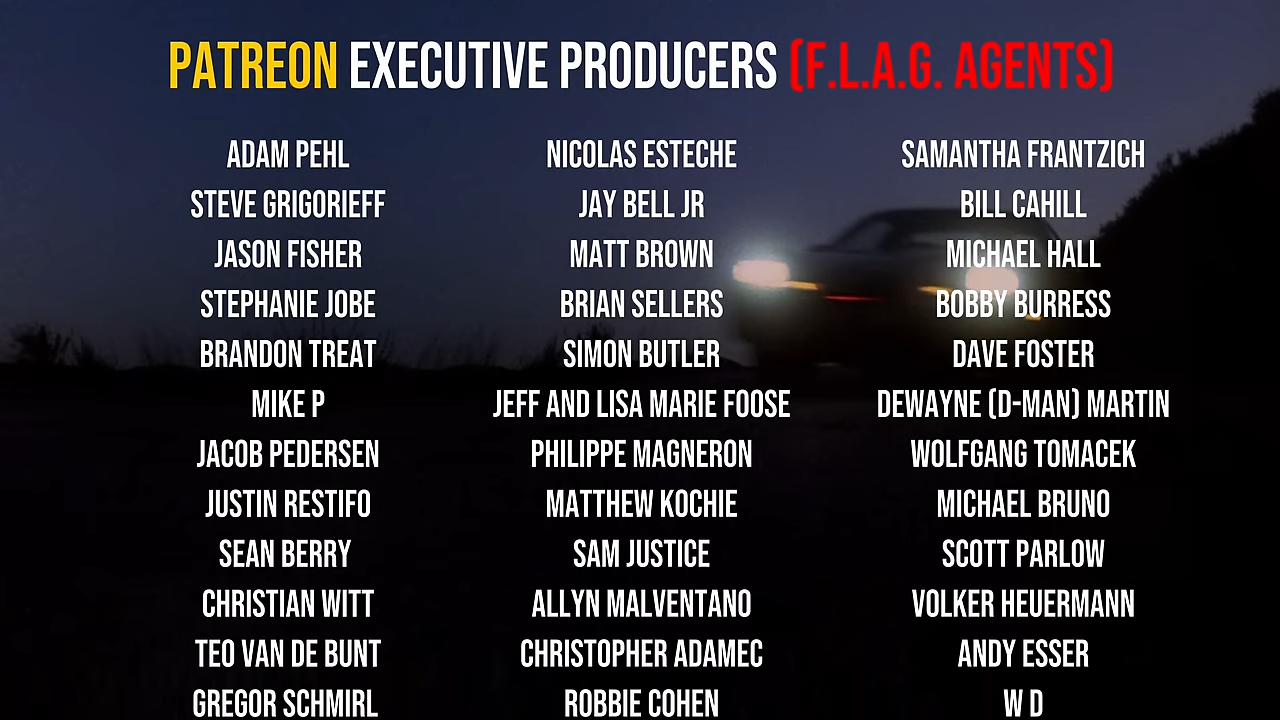 PATREON EXECUTIVE PRODUCERS (F.L.A.G. AGENTS)
ADAM PEHL
STEVE GRIGORIEFF
JASON FISHER
STEPHANIE JOBE
BRANDON TREAT
MIKE P
JACOB PEDERSEN
JUSTIN RESTIFO
SEAN BERRY
CHRISTIAN WITT
TEO VAN DE BUNT
GREGOR SCHMIRL
NICOLAS ESTECHE
JAY BELL JR
MATT BROWN
BRIAN SELLERS
SIMON BUTLER
JEFF AND LISA MARIE FOOSE
PHILIPPE MAGNERON
MATTHEW KOCHIE
SAM JUSTICE
ALLYN MALVENTANO
CHRISTOPHER ADAMEC
ROBBIE COHEN
SAMANTHA FRANTZICH
BILL CAHILL
MICHAEL HALL
BOBBY BURRESS
DAVE FOSTER
DEWAYNE (D-MAN) MARTIN
WOLFGANG TOMACEK
MICHAEL BRUNO
SCOTT PARLOW
VOLKER HEUERMANN
ANDY ESSER
W D